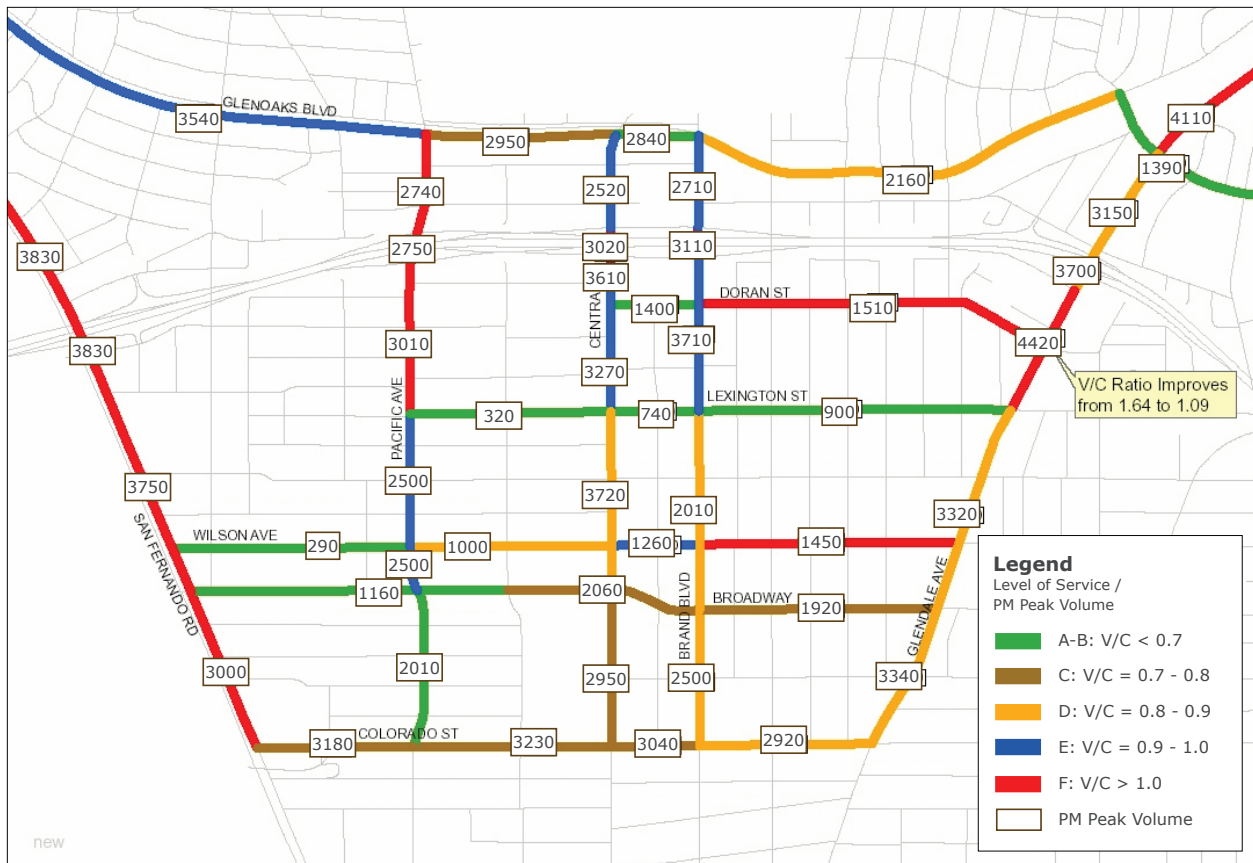 4110
GLENOAKS BLVD
3540
2950
2840
1390
2160
2740
2520
2710
3150
2750
3020
3110
3830
3610
3700
DORAN ST
1400
1510
CENTRA
3010
3710
4420
3830
3270
V/C Ratio Improves
from 1.64 to 1.09
PACIFIC AVE
LEXINGTON ST
320
740
900
3750
2500
3720
2010
3320
SAN FERNANDO RD
WILSON AVE
290
1000
1260
1450
2500
1160
2060
BROADWAY
1920
BRAND BLVD
GLENDALE AVE
3000
2010
2950
2500
3340
COLORADO ST
3180
3230
3040
2920
Legend
Level of Service /
PM Peak Volume
A-B: V/C < 0.7
C: V/C = 0.7 - 0.8
D: V/C = 0.8 - 0.9
E: V/C = 0.9 - 1.0
F: V/C > 1.0
PM Peak Volume
new